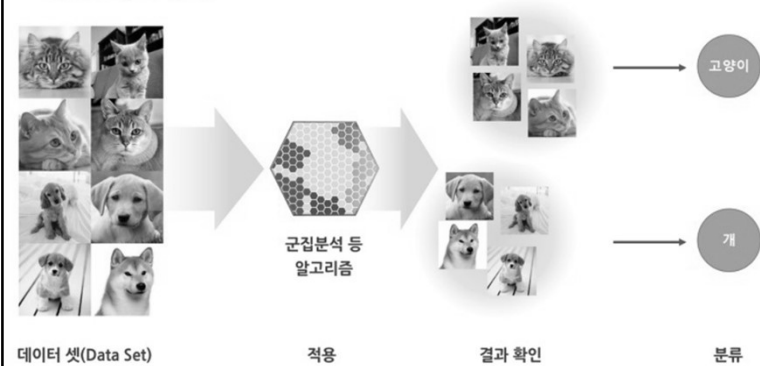 고양이
개
군집분석 등
알고리즘
데이터 셋(Data Set)
적용
결과 확인
분류